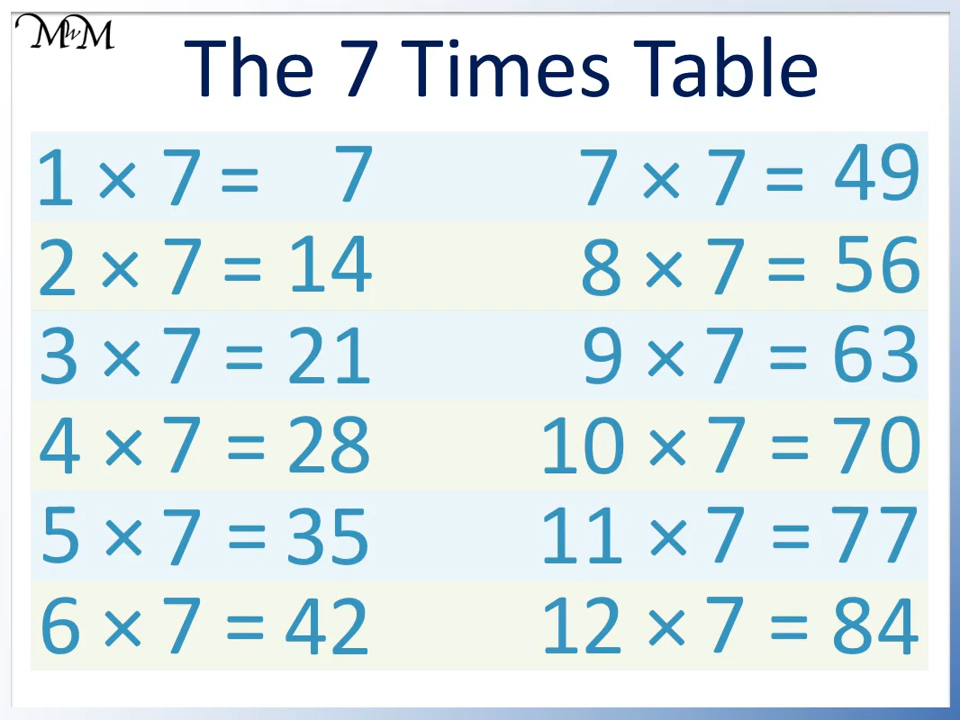 MwM
The 7 Times Table
1 × 7 = 7
2 × 7 = 14
3 × 7 = 21
4 × 7 = 28
5 × 7 = 35
6 × 7 = 42
7 × 7 = 49
8 × 7 = 56
9 × 7 = 63
10 × 7 = 70
11 × 7 = 77
12 × 7 = 84